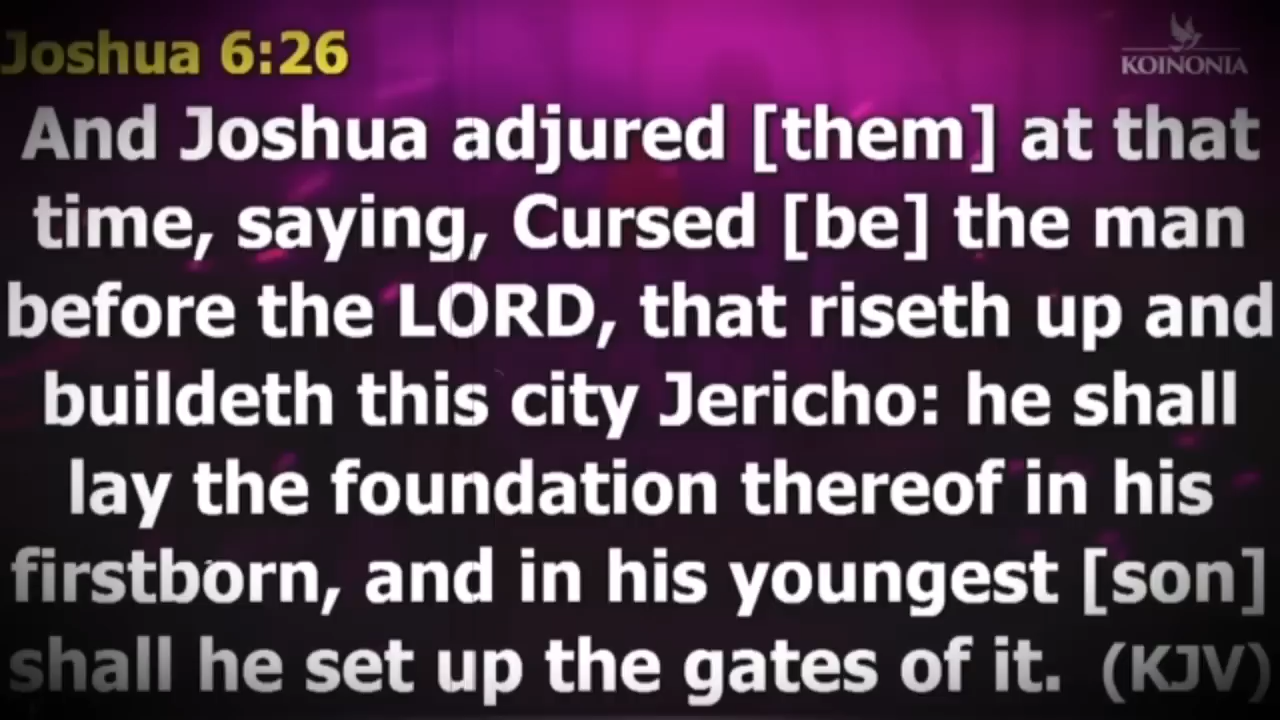 Joshua 6:26
KOINONIA
And Joshua adjured [them] at that
time, saying, Cursed [be] the man
before the LORD, that riseth up and
buildeth this city Jericho: he shall
lay the foundation thereof in his
firstborn, and in his youngest [son]
shall he set up the gates of it. (KJV)